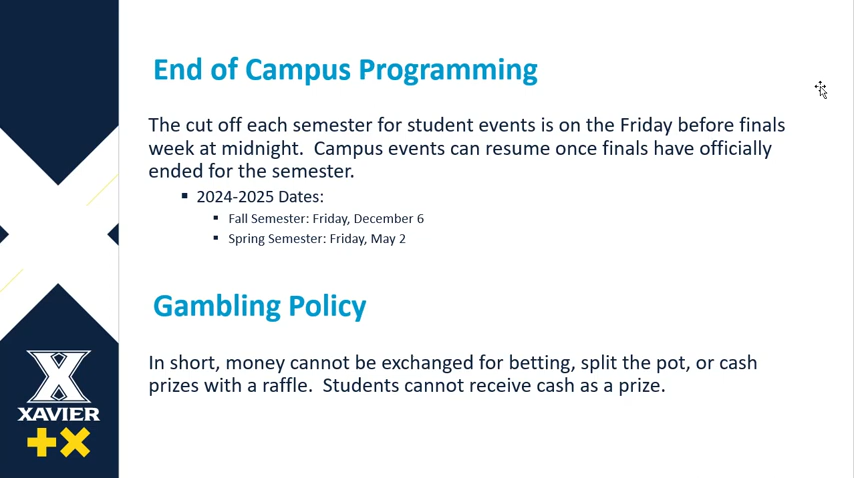 End of Campus Programming
The cut off each semester for student events is on the Friday before finals
week at midnight.  Campus events can resume once finals have officially
ended for the semester.
▪ 2024-2025 Dates:
▪ Fall Semester: Friday, December 6
▪ Spring Semester: Friday, May 2
Gambling Policy
In short, money cannot be exchanged for betting, split the pot, or cash
prizes with a raffle.  Students cannot receive cash as a prize.
X
XAVIER
+X